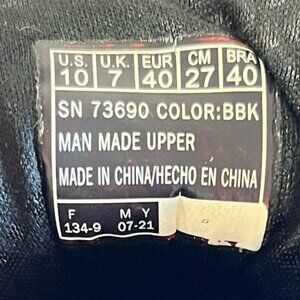 U.S. U.K. EUR CM BRA
10 7 40 27 40
SN 73690 COLOR:BBK
MAN MADE UPPER
MADE IN CHINA/HECHO EN CHINA
F M Y
134-9 07-21